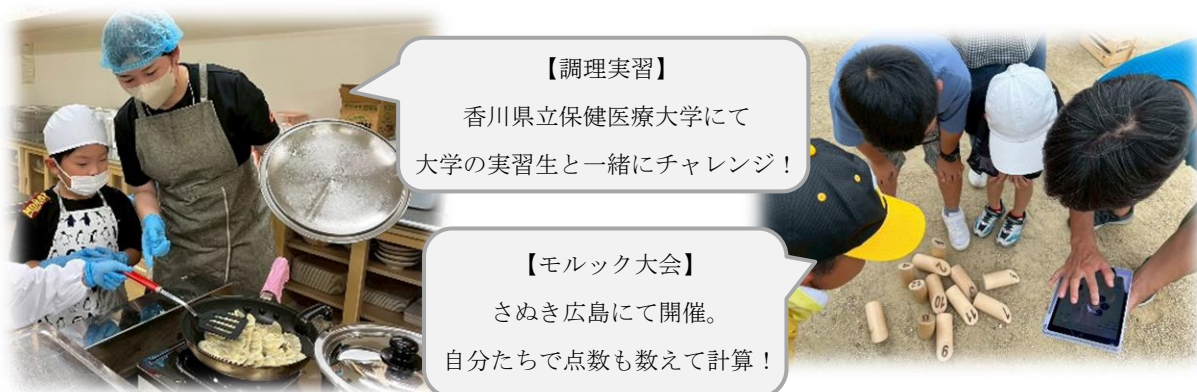 【調理実習】
香川県立保健医療大学にて
大学の実習生と一緒にチャレンジ！
【モルック大会】
さぬき広島にて開催。
自分たちで点数も数えて計算！